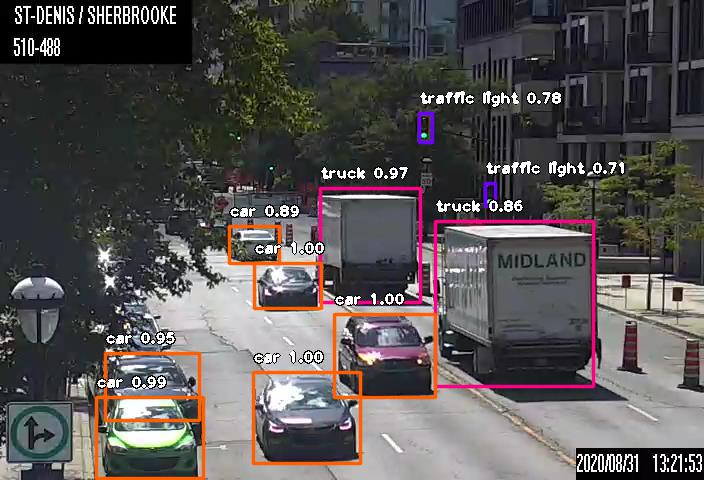 ST-DENIS / SHERBROOKE
510-488
traffic light 0.78
traffic light 0.71
truck 0.97
truck 0.86
car 0.89
car 1.00
MIDLAND
car 1.00
car 0.95
car 1.00
car 0.99
2020/08/31 13:21:53